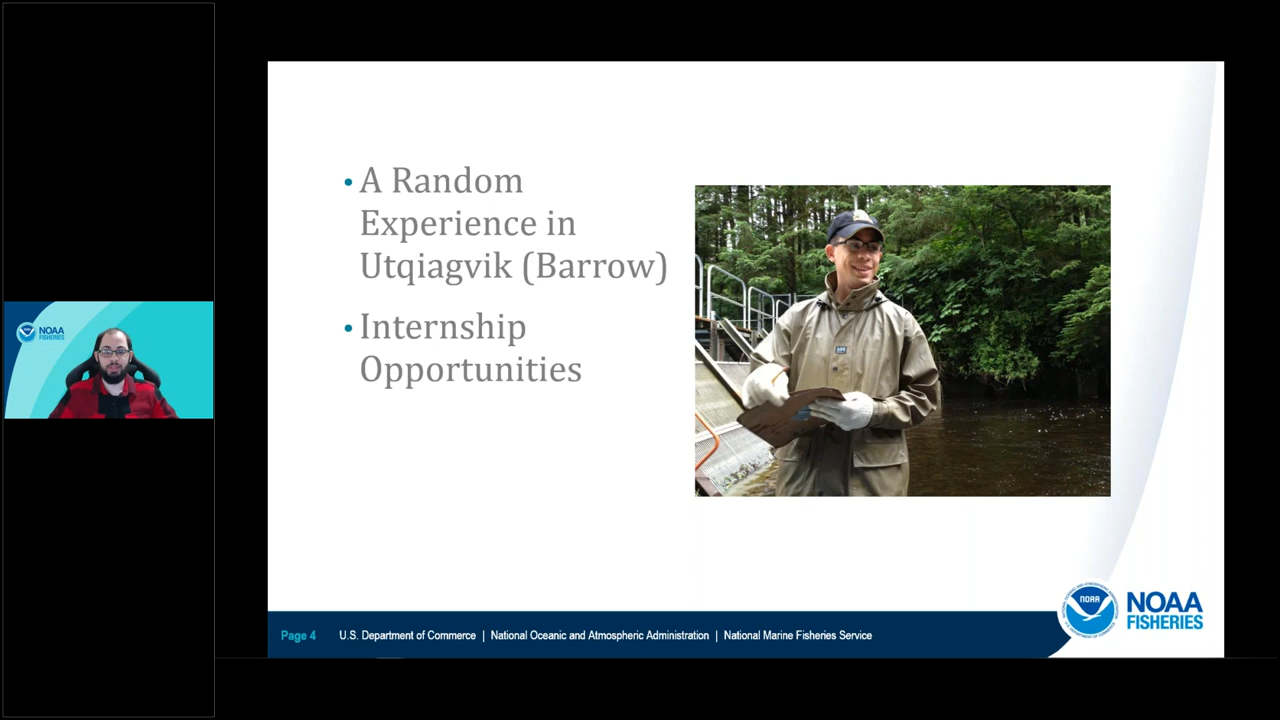 NOAA
FISHERIES
• A Random
Experience in
Utqiagvik (Barrow)
• Internship
Opportunities
NOAA
NOAA
FISHERIES
Page 4 U.S. Department of Commerce | National Oceanic and Atmospheric Administration | National Marine Fisheries Service